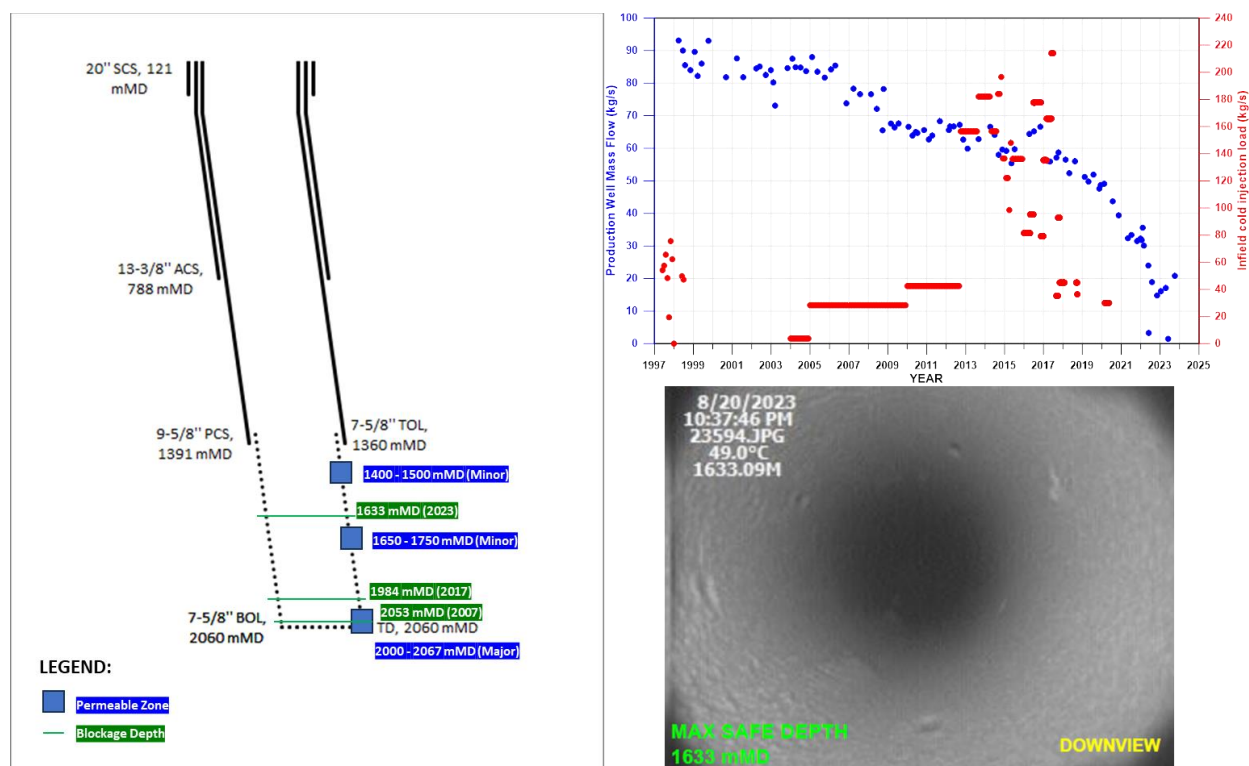 20" SCS, 121
mMD
13-3/8" ACS,
788 mMD
9-5/8" PCS,
1391 mMD
7-5/8" TOL,
1360 mMD
1400 - 1500 mMD (Minor)
1633 mMD (2023)
1650 - 1750 mMD (Minor)
1984 mMD (2017)
2053 mMD (2007)
7-5/8" BOL,
2060 mMD
TD, 2060 mMD
2000 - 2067 mMD (Major)
LEGEND:
Permeable Zone
Blockage Depth
Production Well Mass Flow (kg/s)
100
90
80
70
60
50
40
30
20
10
0
1997 1999 2001 2003 2005 2007 2009 2011 2013 2015 2017 2019 2021 2023 2025
YEAR
240
220
200
180
160
140
120
100
80
60
40
20
0
Infield cold injection load (kg/s)
8/20/2023
10:37:46 PM
23594.JPG
49.0°C
1633.09M
MAX SAFE DEPTH
1633 mMD
DOWNVIEW